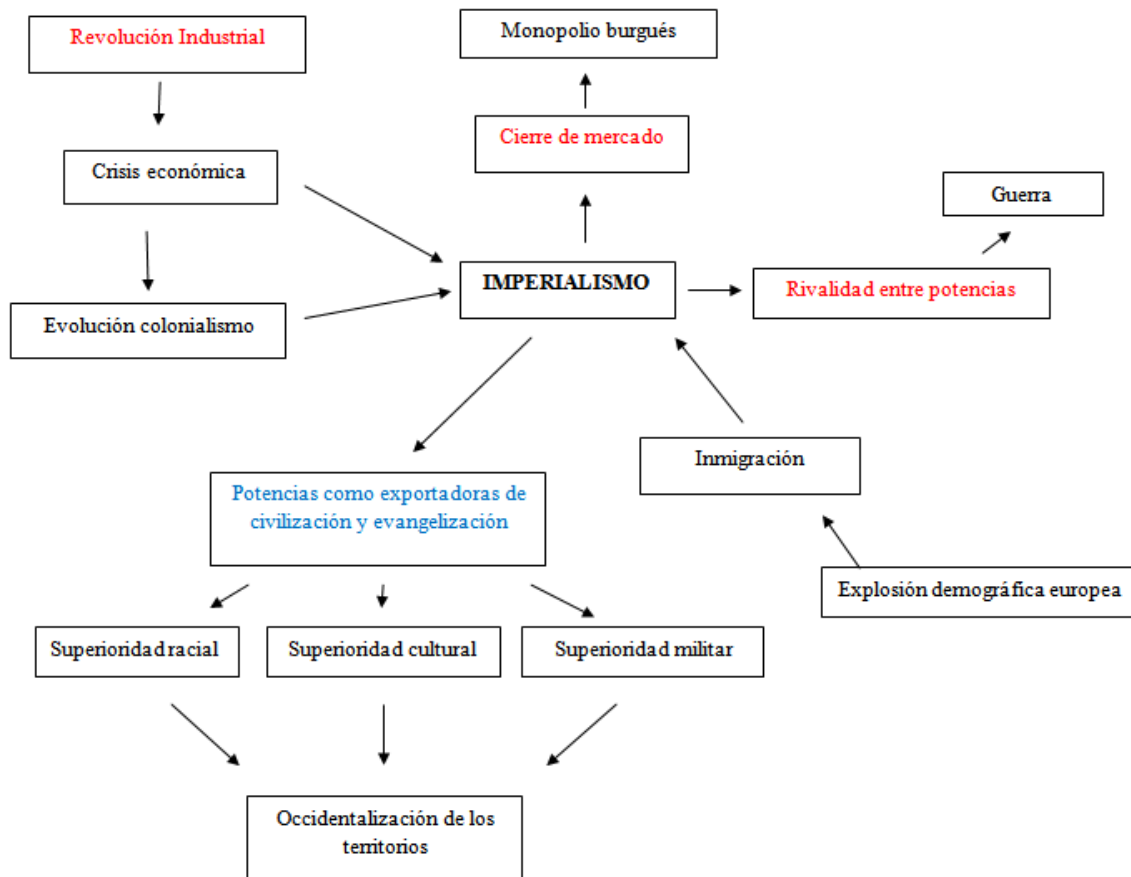 Revolución Industrial
Monopolio burgués
Cierre de mercado
Crisis económica
Guerra
IMPERIALISMO
Rivalidad entre potencias
Evolución colonialismo
Inmigración
Potencias como exportadoras de
civilización y evangelización
Explosión demográfica europea
Superioridad racial
Superioridad cultural
Superioridad militar
Occidentalización de los
territorios